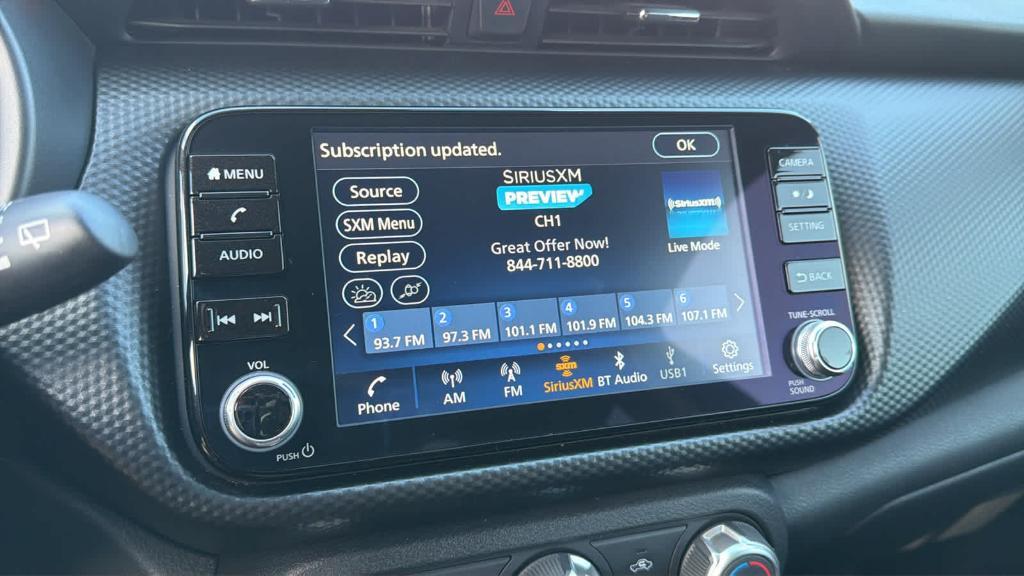 Subscription updated.
OK
MENU
AUDIO
VOL
PUSH
Source
SXM Menu
Replay
SIRIUSXM
PREVIEW
CH1
Great Offer Now!
844-711-8800
((SiriusXM))
Live Mode
1
93.7 FM
2
97.3 FM
3
101.1 FM
4
101.9 FM
5
104.3 FM
6
107.1 FM
Phone
AM
FM
sxm
SiriusXM
BT Audio
USB1
Settings
CAMERA
SETTING
BACK
TUNE-SCROLL
PUSH
SOUND